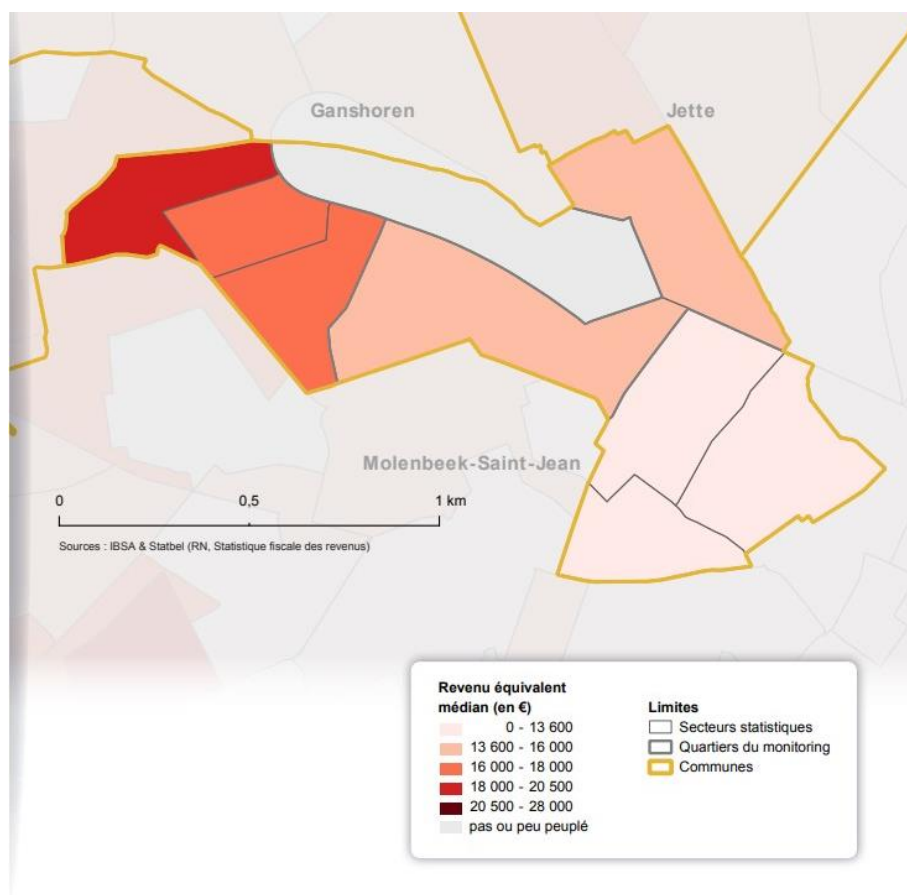 Ganshoren
Jette
Molenbeek-Saint-Jean
0 0,5 1 km
Sources : IBSA & Statbel (RN, Statistique fiscale des revenus)
Revenu équivalent
médian (en €)
0 - 13 600
13 600 - 16 000
16 000 - 18 000
18 000 - 20 500
20 500 - 28 000
pas ou peu peuplé
Limites
Secteurs statistiques
Quartiers du monitoring
Communes